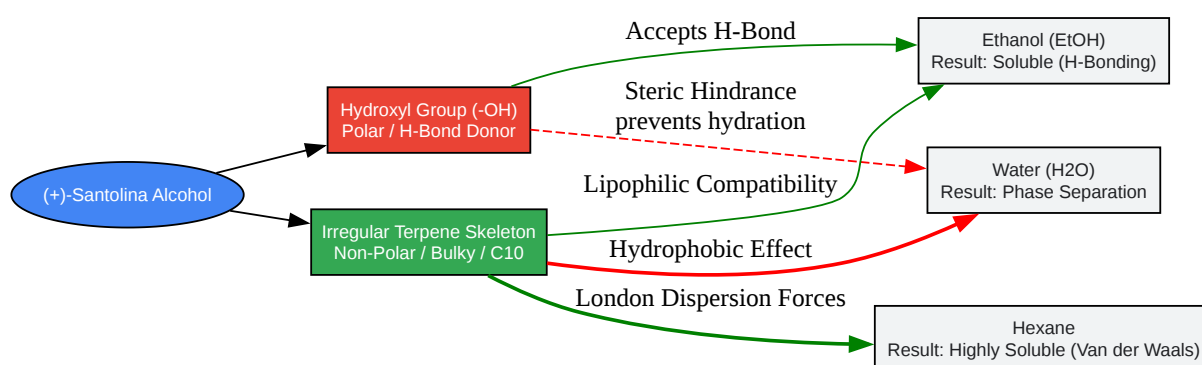 (+)-Santolina Alcohol
Hydroxyl Group (-OH)
Polar / H-Bond Donor
Irregular Terpene Skeleton
Non-Polar / Bulky / C10
Accepts H-Bond
Steric Hindrance
prevents hydration
Lipophilic Compatibility
Hydrophobic Effect
London Dispersion Forces
Ethanol (EtOH)
Result: Soluble (H-Bonding)
Water (H2O)
Result: Phase Separation
Hexane
Result: Highly Soluble (Van der Waals)